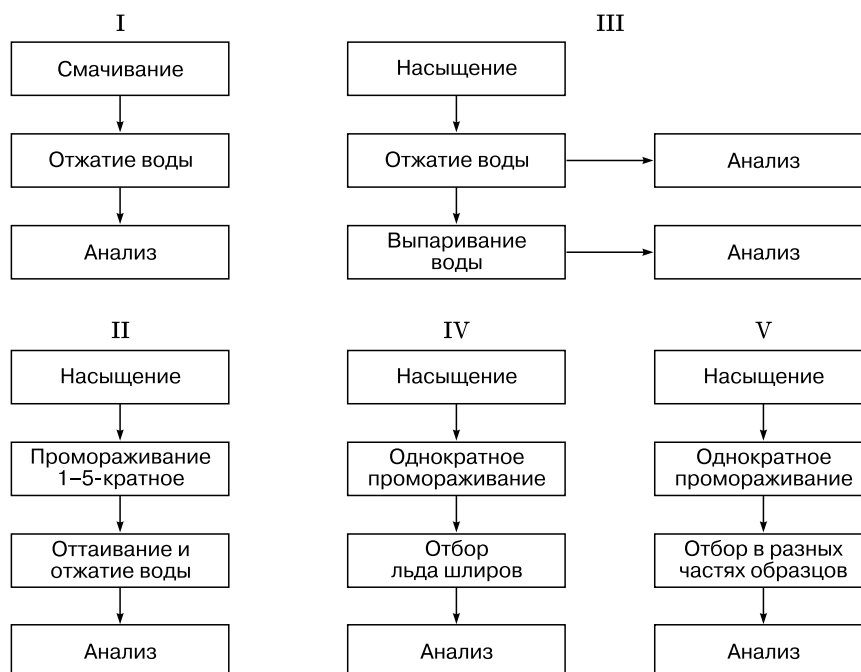 I
Смачивание
Отжатие воды
Анализ
III
Насыщение
Отжатие воды
Анализ
Выпаривание
воды
Анализ
II
Насыщение
Промораживание
1–5-кратное
Оттаивание и
отжатие воды
Анализ
IV
Насыщение
Однократное
промораживание
Отбор
льда шлиров
Анализ
V
Насыщение
Однократное
промораживание
Отбор в разных
частях образцов
Анализ